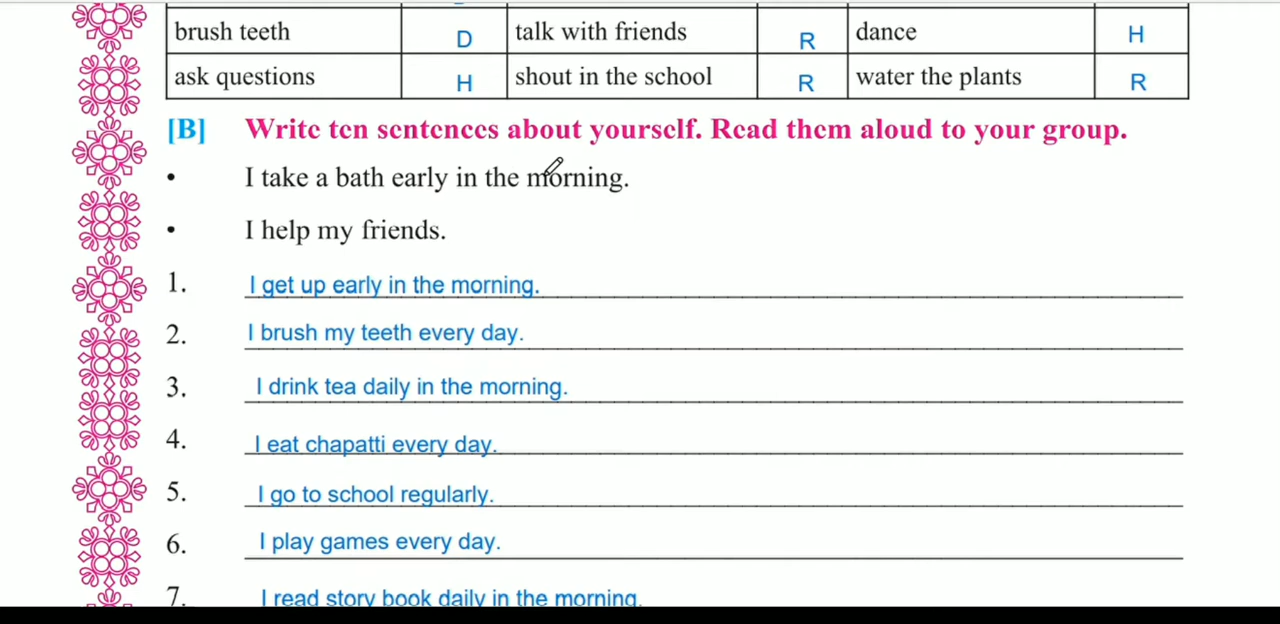 brush teeth D talk with friends R dance H
ask questions H shout in the school R water the plants R
[B] Write ten sentences about yourself. Read them aloud to your group.
• I take a bath early in the morning.
• I help my friends.
1. I get up early in the morning.
2. I brush my teeth every day.
3. I drink tea daily in the morning.
4. I eat chapatti every day.
5. I go to school regularly.
6. I play games every day.
7. I read story book daily in the morning.